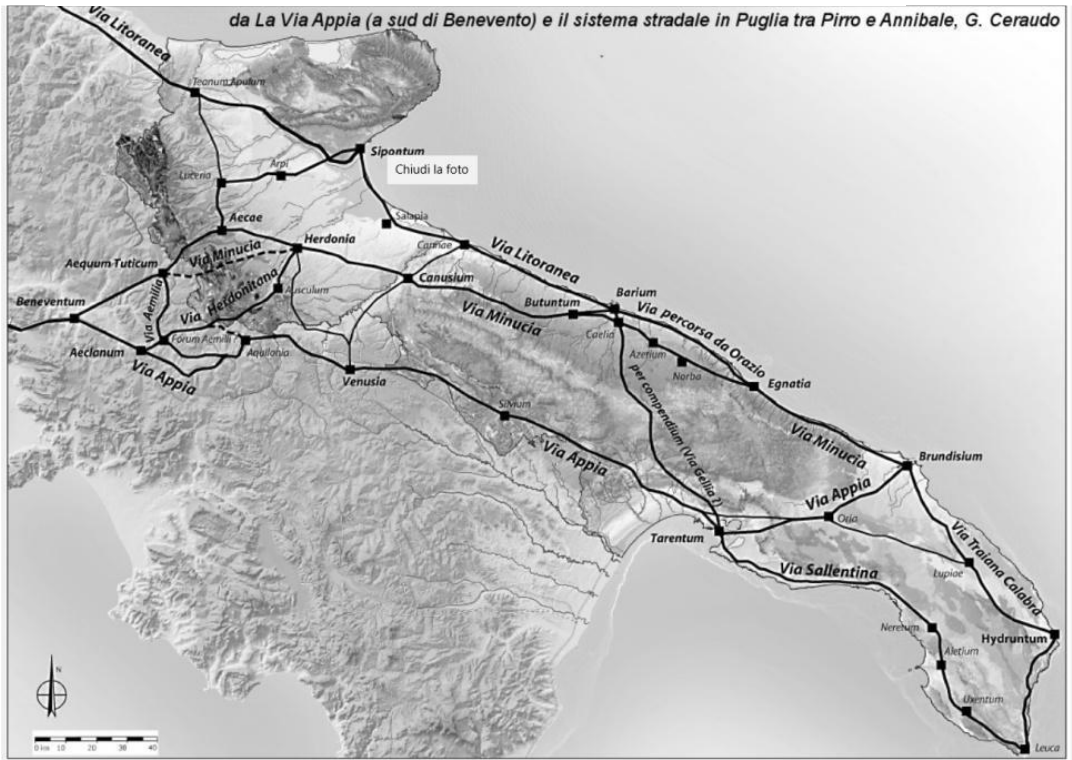 da La Via Appia (a sud di Benevento) e il sistema stradale in Puglia tra Pirro e Annibale, G. Ceraudo
Via Litoranea
Teanum Apulum
Sipontum
Chiudi la foto
Arpi
Luceria
Aecae
Salapia
Via Minucia
Herdonia
Cannae
Via Litoranea
Aequum Tuticum
Via Herdonitana
Ausculum
Canusium
Beneventum
Via Aemilia
Via Minucia
Butuntum
Barium
Via percorsa da Orazio
Caelia
Forum Aemilii
Aquilonia
Azetium
Aeclanum
Via Appia
Norba
Venusia
Egnatia
per compendium (Via Gellia ?)
Silvium
Via Appia
Via Minucia
Brundisium
Via Appia
Oria
Tarentum
Via Sallentina
Lupiae
Via Traiana Calabra
Neretum
Hydruntum
Aletium
N
Uxentum
0 km 10 20 30 40
Leuca